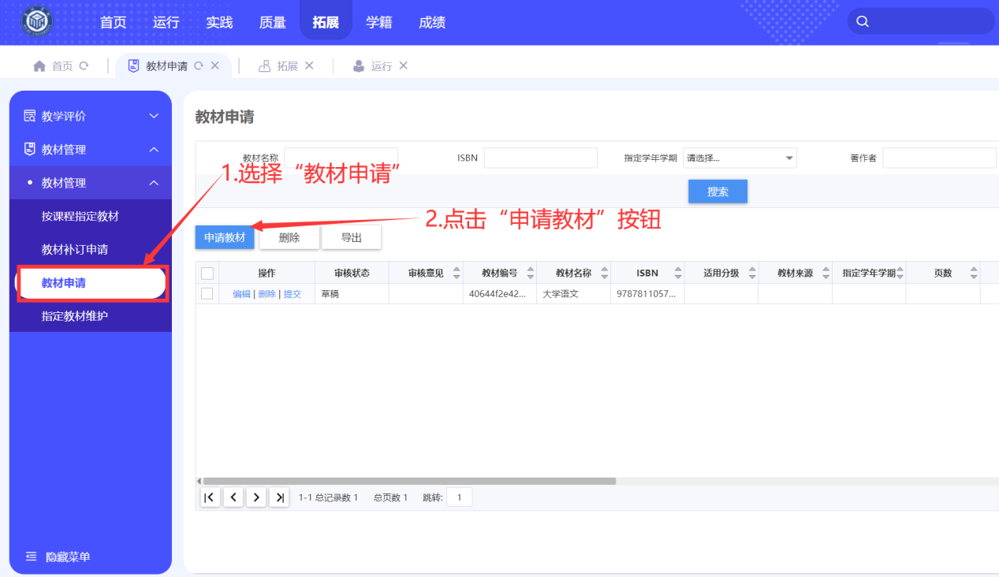 首页 运行 实践 质量 拓展 学籍 成绩
首页 教材申请 拓展 运行
教学评价
教材管理
教材管理
按课程指定教材
教材补订申请
教材申请
指定教材维护
隐藏菜单
教材申请
教材名称 ISBN 指定学年学期 请选择... 著作者
1.选择“教材申请”
搜索
2.点击“申请教材”按钮
申请教材 删除 导出
操作 审核状态 审核意见 教材编号 教材名称 ISBN 适用分级 教材来源 指定学年学期 页数
编辑 | 删除 | 提交 草稿 40644f2e42... 大学语文 9787811057...
1-1 总记录数 1 总页数 1 跳转: 1